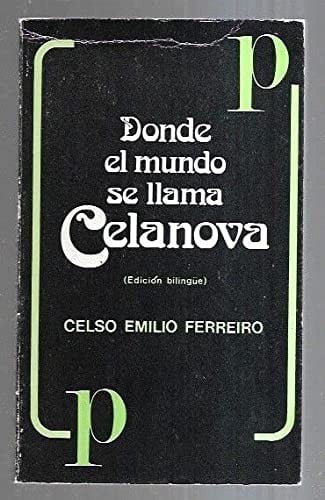 p
Donde
el mundo
se llama
Celanova
(Edición bilingüe)
CELSO EMILIO FERREIRO
p